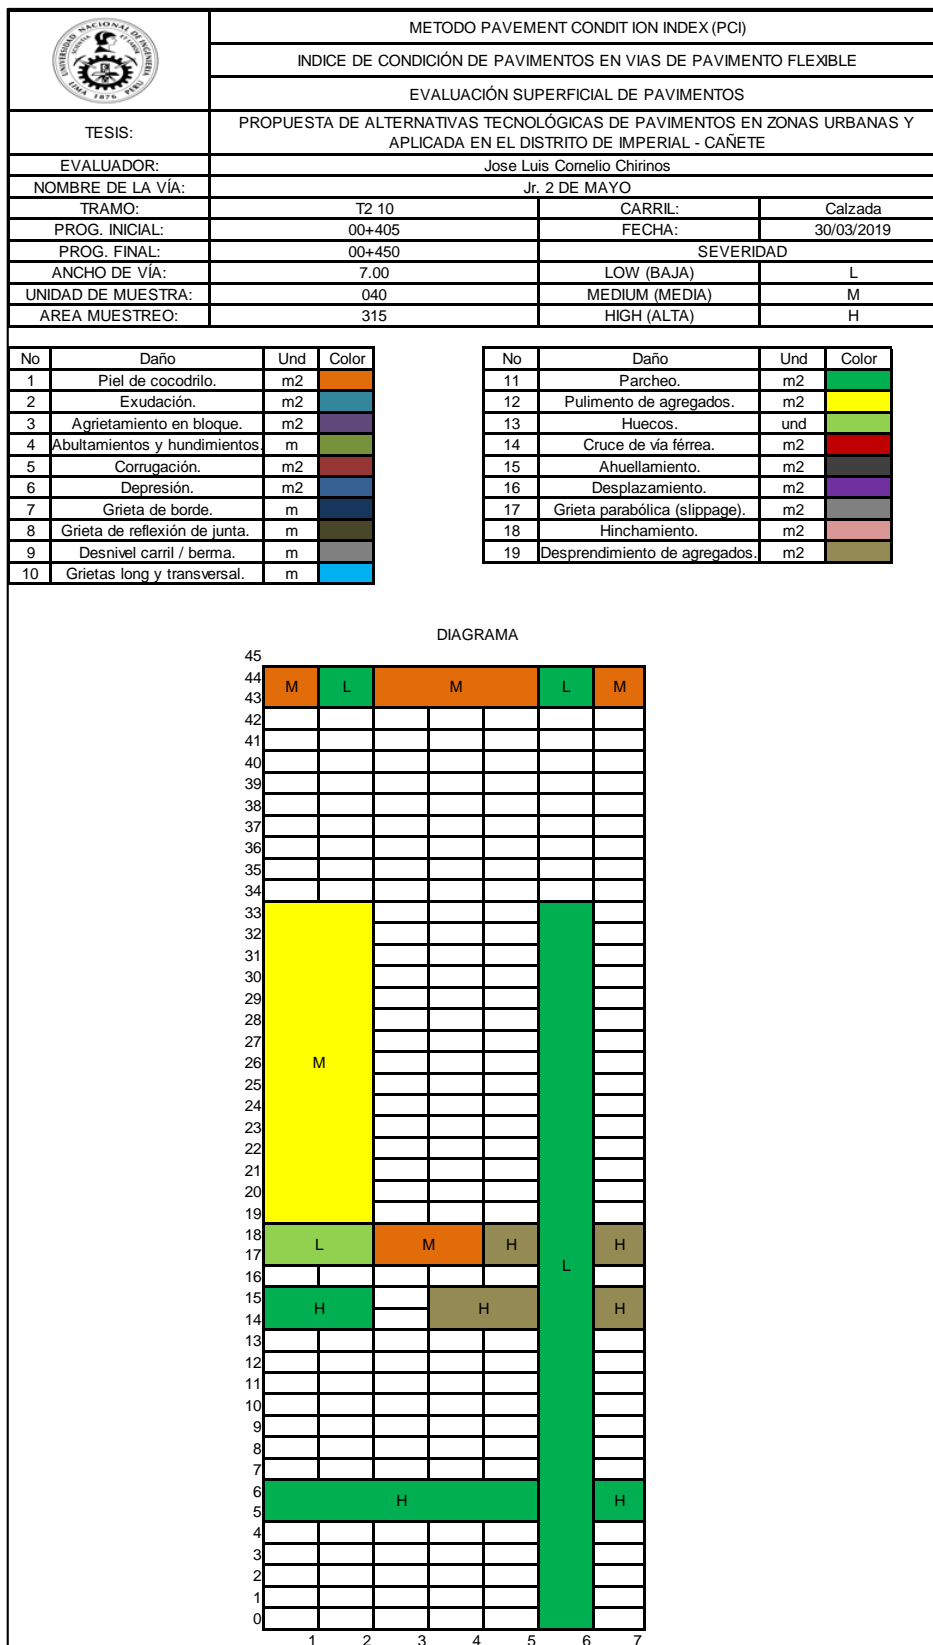 UNIVERSIDAD NACIONAL DE INGENIERIA
SCIENTIA ET LABOR
LIMA 1876 PERU
METODO PAVEMENT CONDIT ION INDEX (PCI)
INDICE DE CONDICIÓN DE PAVIMENTOS EN VIAS DE PAVIMENTO FLEXIBLE
EVALUACIÓN SUPERFICIAL DE PAVIMENTOS
TESIS: PROPUESTA DE ALTERNATIVAS TECNOLÓGICAS DE PAVIMENTOS EN ZONAS URBANAS Y
APLICADA EN EL DISTRITO DE IMPERIAL - CAÑETE
EVALUADOR: Jose Luis Cornelio Chirinos
NOMBRE DE LA VÍA: Jr. 2 DE MAYO
TRAMO: T2 10 CARRIL: Calzada
PROG. INICIAL: 00+405 FECHA: 30/03/2019
PROG. FINAL: 00+450 SEVERIDAD
ANCHO DE VÍA: 7.00 LOW (BAJA) L
UNIDAD DE MUESTRA: 040 MEDIUM (MEDIA) M
AREA MUESTREO: 315 HIGH (ALTA) H
No Daño Und Color
1 Piel de cocodrilo. m2
2 Exudación. m2
3 Agrietamiento en bloque. m2
4 Abultamientos y hundimientos. m
5 Corrugación. m2
6 Depresión. m2
7 Grieta de borde. m
8 Grieta de reflexión de junta. m
9 Desnivel carril / berma. m
10 Grietas long y transversal. m
No Daño Und Color
11 Parcheo. m2
12 Pulimento de agregados. m2
13 Huecos. und
14 Cruce de vía férrea. m2
15 Ahuellamiento. m2
16 Desplazamiento. m2
17 Grieta parabólica (slippage). m2
18 Hinchamiento. m2
19 Desprendimiento de agregados. m2
DIAGRAMA
45
44
M L M L M
43
42
41
40
39
38
37
36
35
34
33
32
31
30
29
28
27
26 M
25
24
23
22
21
20
19
18
L M H H
17
L
16
15
H H H
14
13
12
11
10
9
8
7
6
H H
5
4
3
2
1
0
1 2 3 4 5 6 7